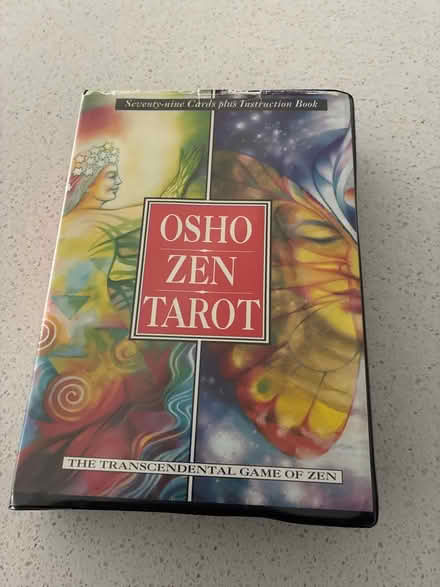 Seventy-nine Cards plus Instruction Book
OSHO
ZEN
TAROT
THE TRANSCENDENTAL GAME OF ZEN